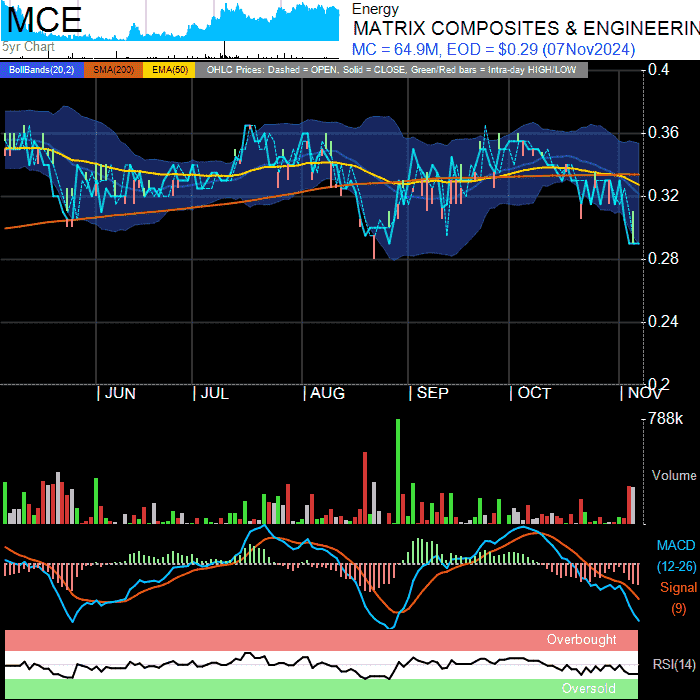 MCE
5yr Chart
Energy
MATRIX COMPOSITES & ENGINEERIN
MC = 64.9M, EOD = $0.29 (07Nov2024)
BollBands(20,2) SMA(200) EMA(50) OHLC Prices: Dashed = OPEN, Solid = CLOSE, Green/Red bars = Intra-day HIGH/LOW
0.4
0.36
0.32
0.28
0.24
0.2
JUN JUL AUG SEP OCT NOV
788k
Volume
MACD
(12-26)
Signal
(9)
Overbought
RSI(14)
Oversold